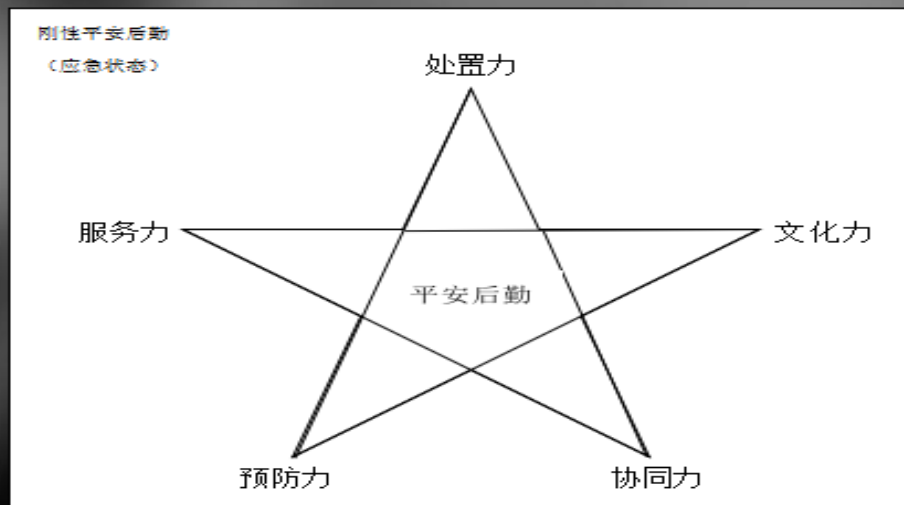 刚性平安后勤
（应急状态）
处置力
服务力
文化力
平安后勤
预防力
协同力